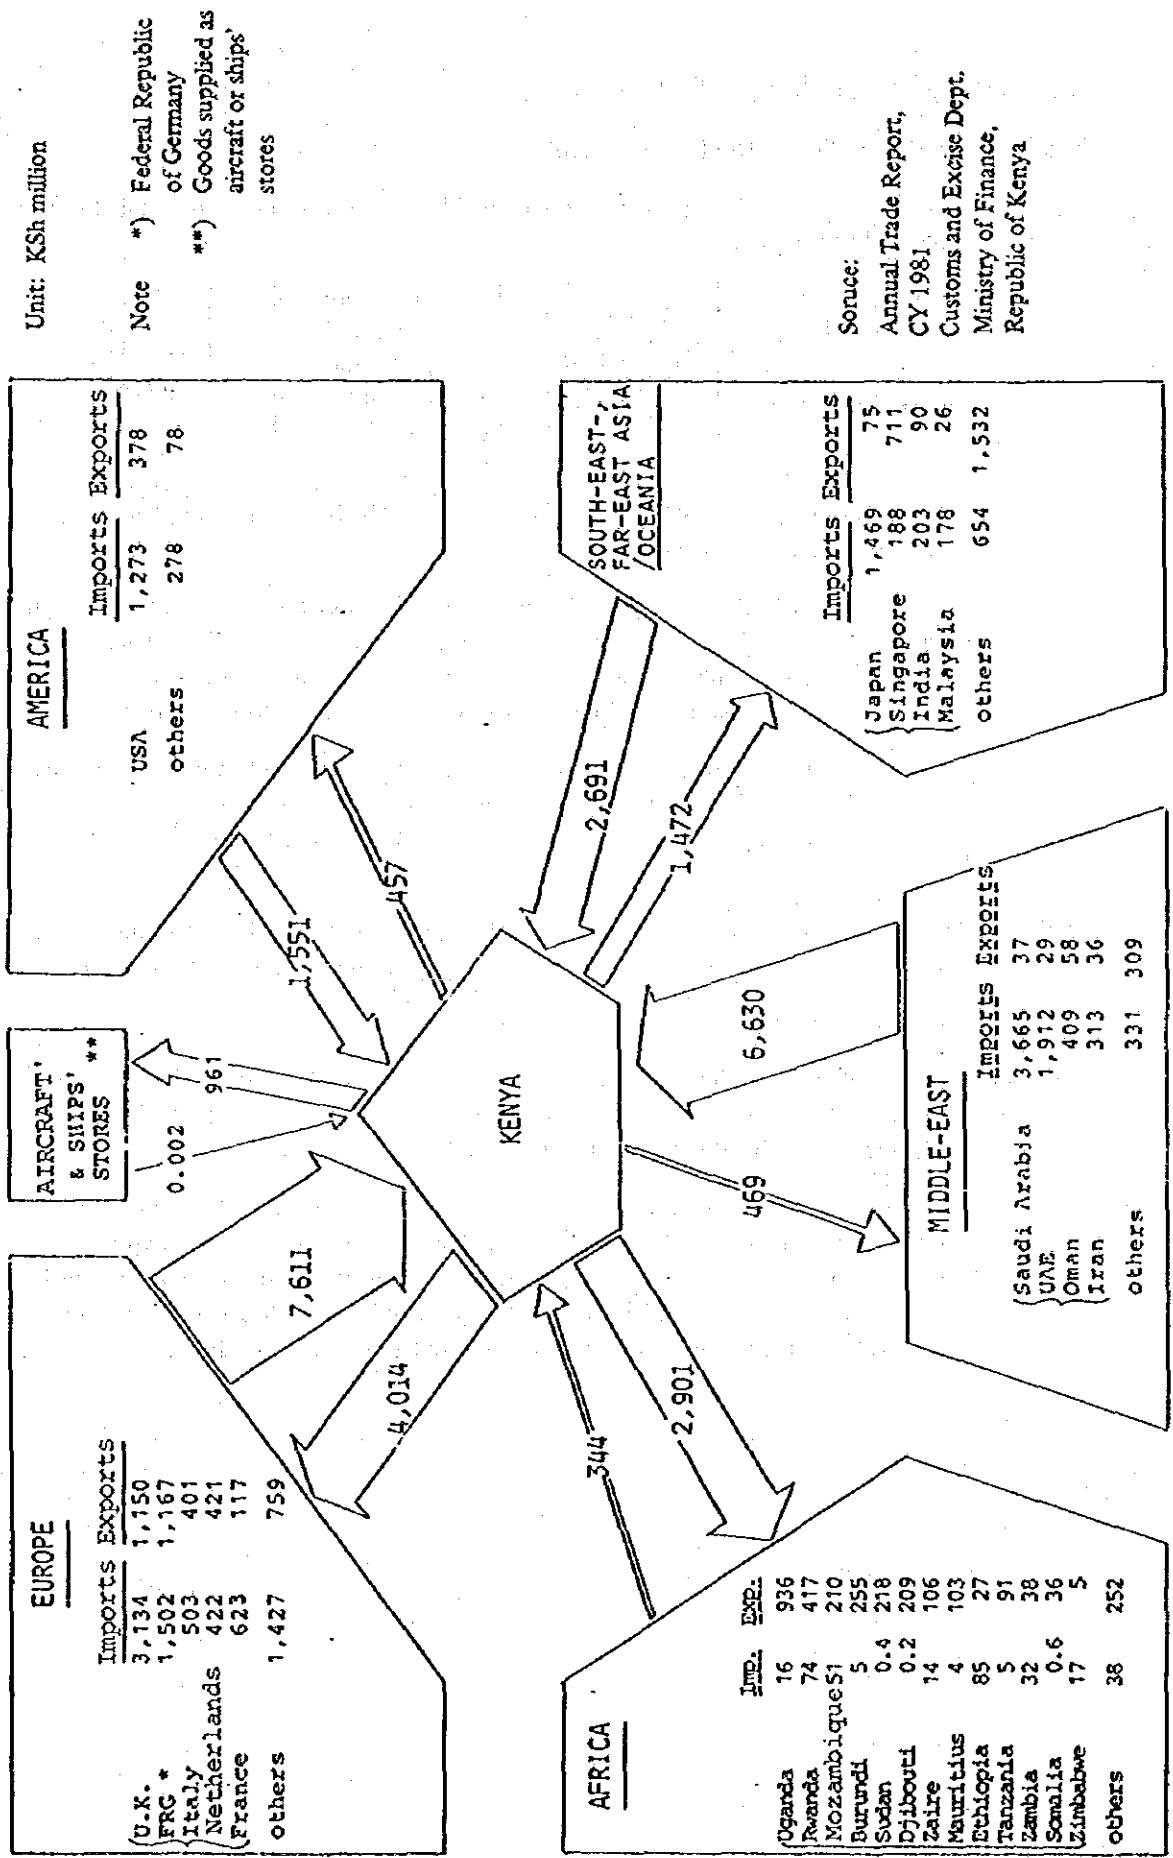 EUROPE
Imports Exports
U.K. 3,134 1,150
FRG * 1,502 1,167
Italy 503 401
Netherlands 422 421
France 623 117
others 1,427 759
AIRCRAFT'
& SHIPS'
STORES **
AMERICA
Imports Exports
USA 1,273 378
others 278 78
Unit: KSh million
Note *) Federal Republic
of Germany
**) Goods supplied as
aircraft or ships'
stores
7,611
4,014
0.002
961
1,551
457
KENYA
344
2,901
469
6,630
2,691
1,472
AFRICA
Imp. Exp.
Uganda 16 936
Rwanda 74 417
Mozambique 51 210
Burundi 5 255
Sudan 0.4 218
Djibouti 0.2 209
Zaire 14 106
Mauritius 4 103
Ethiopia 85 27
Tanzania 5 91
Zambia 32 38
Somalia 0.6 36
Zimbabwe 17 5
others 38 252
MIDDLE-EAST
Imports Exports
Saudi Arabia 3,665 37
UAE 1,912 29
Oman 409 58
Iran 313 36
others 331 309
SOUTH-EAST-,
FAR-EAST ASIA
/OCEANIA
Imports Exports
Japan 1,469 75
Singapore 188 711
India 203 90
Malaysia 178 26
others 654 1,532
Soruce:
Annual Trade Report,
CY 1981
Customs and Excise Dept.
Ministry of Finance,
Republic of Kenya